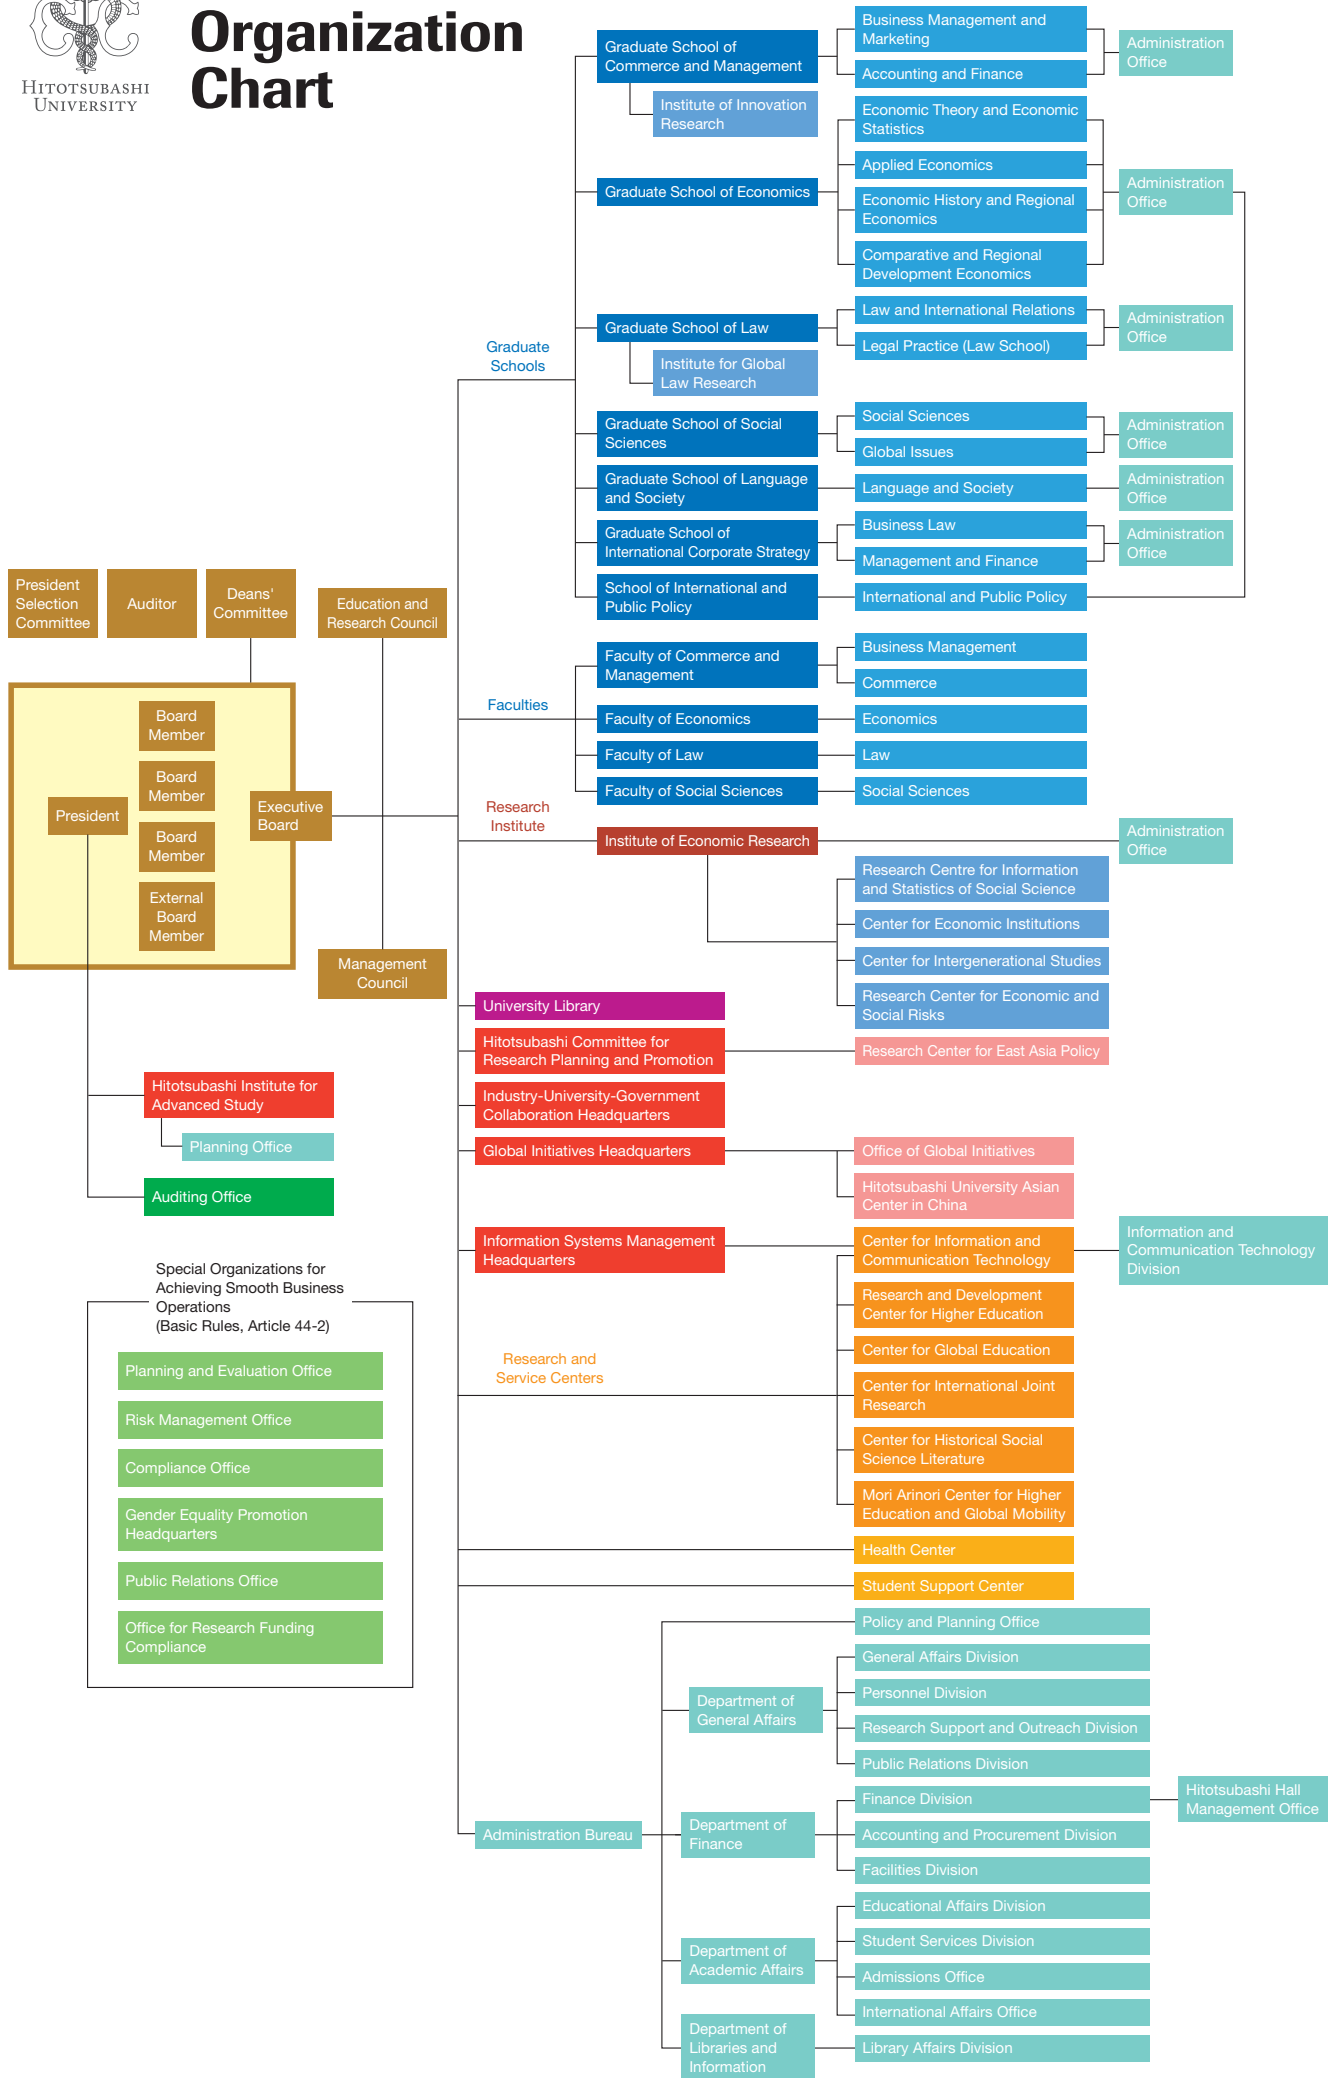 HITOTSUBASHI
UNIVERSITY
Organization
Chart
Graduate
Schools
Graduate School of
Commerce and Management
Institute of Innovation
Research
Business Management and
Marketing
Accounting and Finance
Administration
Office
Graduate School of Economics
Economic Theory and Economic
Statistics
Applied Economics
Economic History and Regional
Economics
Comparative and Regional
Development Economics
Administration
Office
Graduate School of Law
Institute for Global
Law Research
Law and International Relations
Legal Practice (Law School)
Administration
Office
Graduate School of Social
Sciences
Social Sciences
Global Issues
Administration
Office
Graduate School of Language
and Society
Language and Society
Administration
Office
Graduate School of
International Corporate Strategy
Business Law
Management and Finance
Administration
Office
School of International and
Public Policy
International and Public Policy
President
Selection
Committee
Auditor
Deans'
Committee
Education and
Research Council
Board
Member
Board
Member
President
Board
Member
External
Board
Member
Executive
Board
Management
Council
Faculties
Faculty of Commerce and
Management
Business Management
Commerce
Faculty of Economics
Economics
Faculty of Law
Law
Faculty of Social Sciences
Social Sciences
Research
Institute
Institute of Economic Research
Administration
Office
Research Centre for Information
and Statistics of Social Science
Center for Economic Institutions
Center for Intergenerational Studies
Research Center for Economic and
Social Risks
University Library
Hitotsubashi Committee for
Research Planning and Promotion
Research Center for East Asia Policy
Industry-University-Government
Collaboration Headquarters
Global Initiatives Headquarters
Office of Global Initiatives
Hitotsubashi University Asian
Center in China
Information Systems Management
Headquarters
Center for Information and
Communication Technology
Information and
Communication Technology
Division
Hitotsubashi Institute for
Advanced Study
Planning Office
Auditing Office
Special Organizations for
Achieving Smooth Business
Operations
(Basic Rules, Article 44-2)
Planning and Evaluation Office
Risk Management Office
Compliance Office
Gender Equality Promotion
Headquarters
Public Relations Office
Office for Research Funding
Compliance
Research and
Service Centers
Research and Development
Center for Higher Education
Center for Global Education
Center for International Joint
Research
Center for Historical Social
Science Literature
Mori Arinori Center for Higher
Education and Global Mobility
Health Center
Student Support Center
Administration Bureau
Policy and Planning Office
Department of
General Affairs
General Affairs Division
Personnel Division
Research Support and Outreach Division
Public Relations Division
Department of
Finance
Finance Division
Hitotsubashi Hall
Management Office
Accounting and Procurement Division
Facilities Division
Department of
Academic Affairs
Educational Affairs Division
Student Services Division
Admissions Office
International Affairs Office
Department of
Libraries and
Information
Library Affairs Division